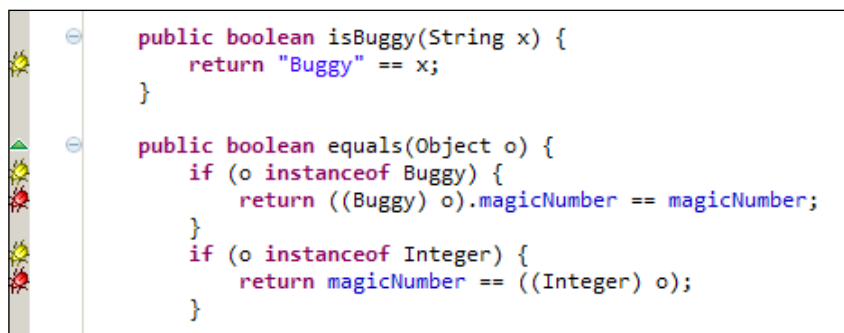 public boolean isBuggy(String x) {
return "Buggy" == x;
}
public boolean equals(Object o) {
if (o instanceof Buggy) {
return ((Buggy) o).magicNumber == magicNumber;
}
if (o instanceof Integer) {
return magicNumber == ((Integer) o);
}